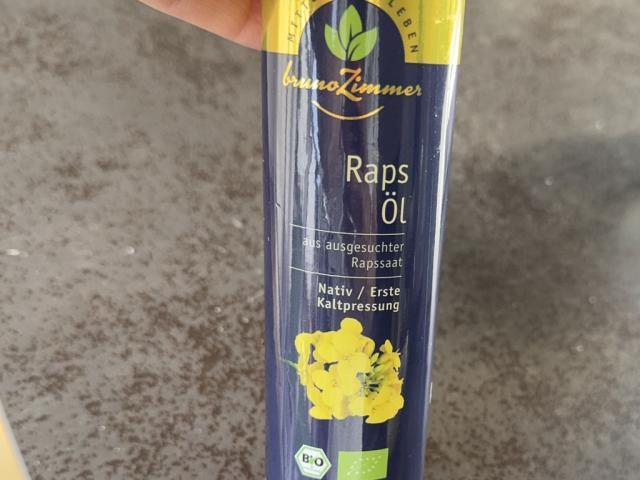 brunoZimmer
Raps
Öl
aus ausgesuchter
Rapssaat
Nativ / Erste
Kaltpressung
BIO